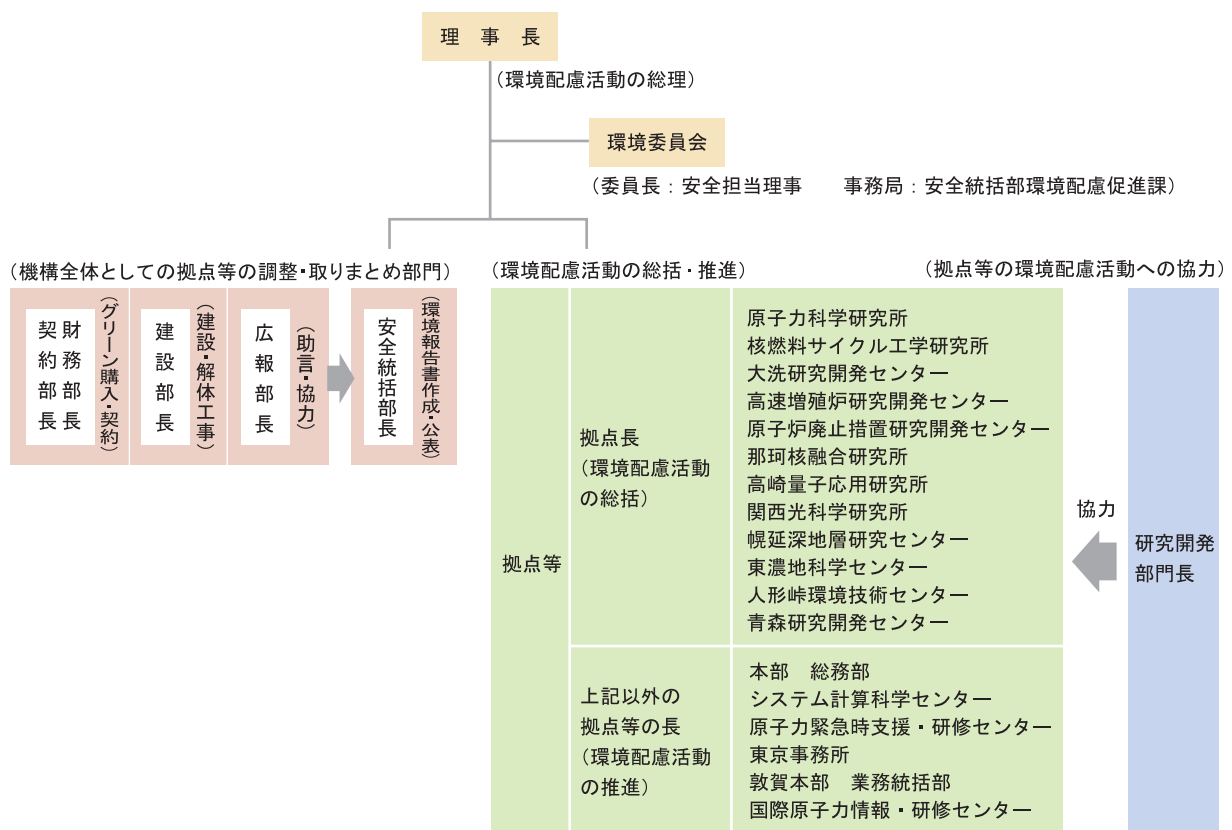 理　事　長
（環境配慮活動の総理）
環境委員会
（委員長：安全担当理事　　事務局：安全統括部環境配慮促進課）
（機構全体としての拠点等の調整・取りまとめ部門）
財務部長
契約部長
（グリーン購入・契約）
建設部長
（建設・解体工事）
広報部長
（助言・協力）
安全統括部長
（環境報告書作成・公表）
（環境配慮活動の総括・推進）
（拠点等の環境配慮活動への協力）
拠点等
拠点長
（環境配慮活動
の総括）
原子力科学研究所
核燃料サイクル工学研究所
大洗研究開発センター
高速増殖炉研究開発センター
原子炉廃止措置研究開発センター
那珂核融合研究所
高崎量子応用研究所
関西光科学研究所
幌延深地層研究センター
東濃地科学センター
人形峠環境技術センター
青森研究開発センター
上記以外の
拠点等の長
（環境配慮活動
の推進）
本部　総務部
システム計算科学センター
原子力緊急時支援・研修センター
東京事務所
敦賀本部　業務統括部
国際原子力情報・研修センター
協力
研究開発
部門長